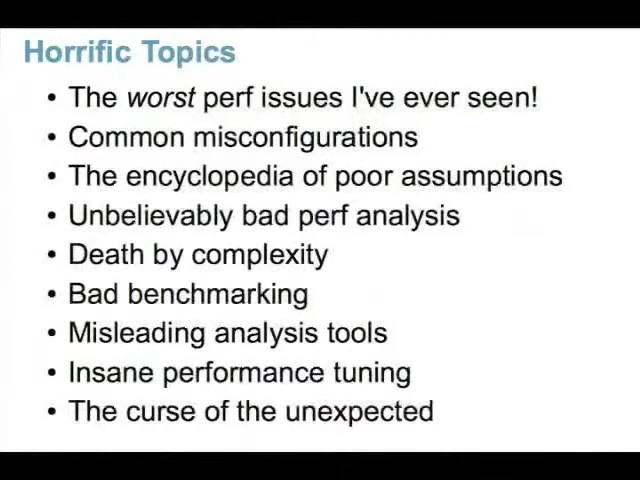 Horrific Topics
• The worst perf issues I've ever seen!
• Common misconfigurations
• The encyclopedia of poor assumptions
• Unbelievably bad perf analysis
• Death by complexity
• Bad benchmarking
• Misleading analysis tools
• Insane performance tuning
• The curse of the unexpected